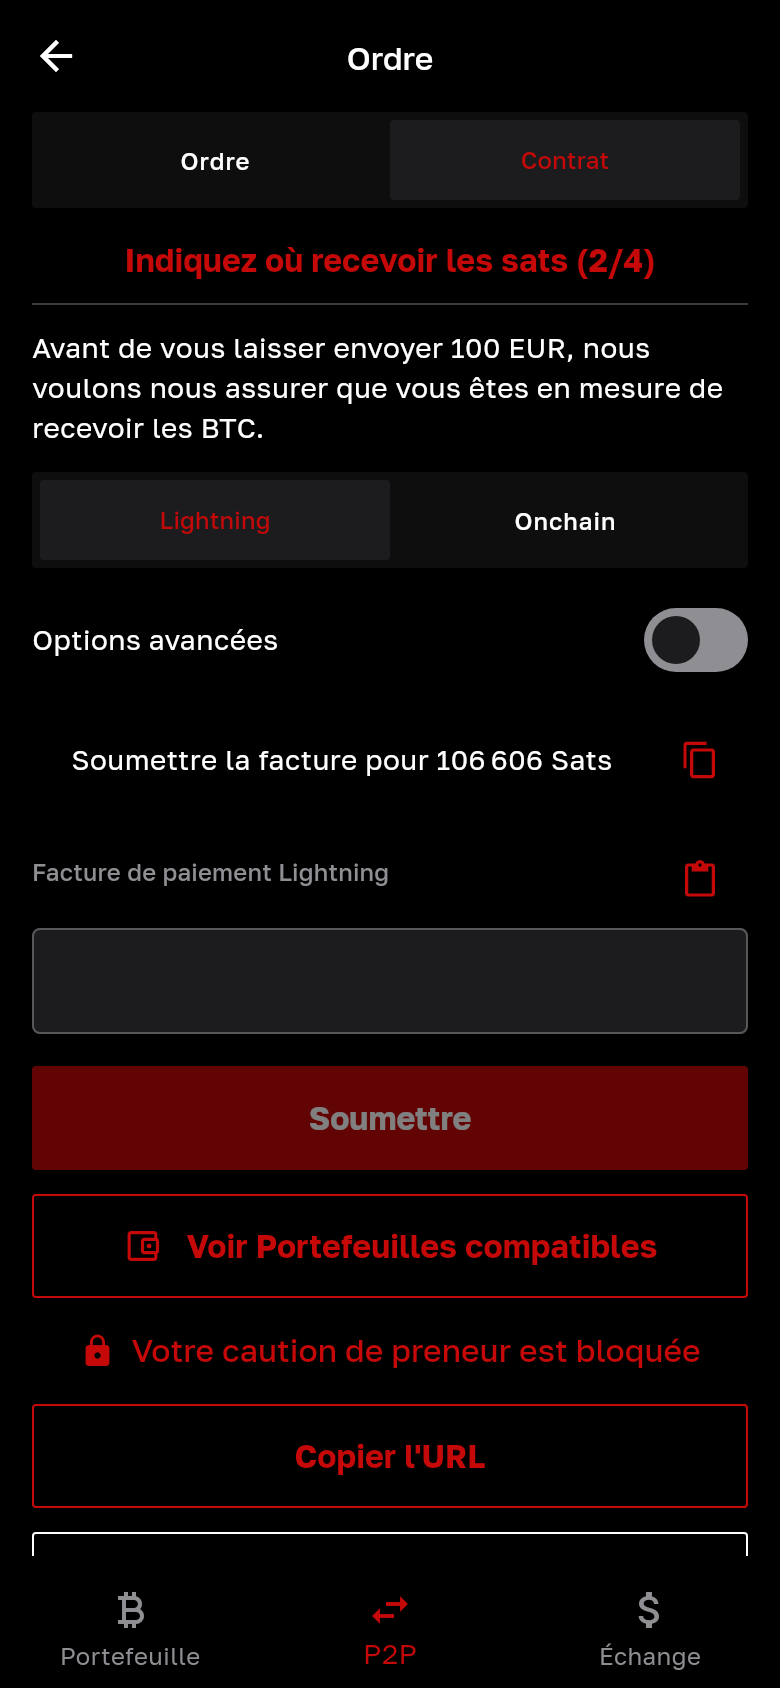 Ordre
Ordre
Contrat
Indiquez où recevoir les sats (2/4)
Avant de vous laisser envoyer 100 EUR, nous
voulons nous assurer que vous êtes en mesure de
recevoir les BTC.
Lightning
Onchain
Options avancées
Soumettre la facture pour 106 606 Sats
Facture de paiement Lightning
Soumettre
Voir Portefeuilles compatibles
Votre caution de preneur est bloquée
Copier l'URL
Portefeuille
P2P
Échange